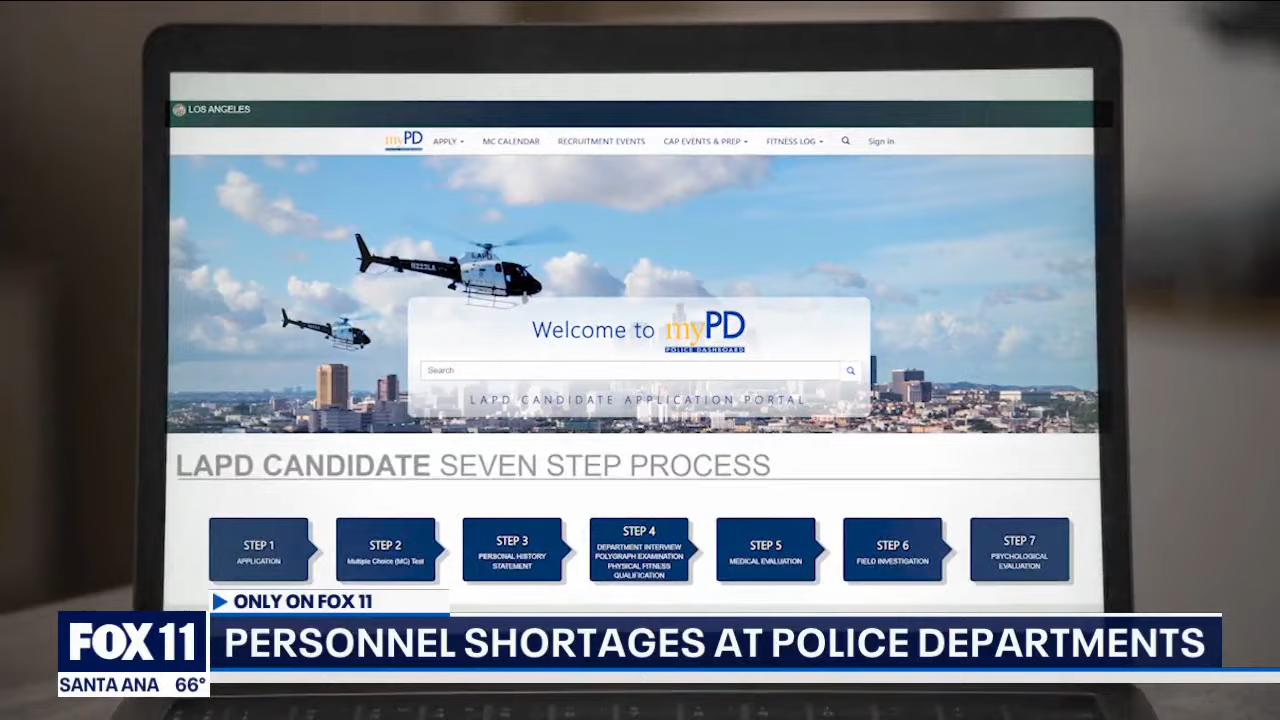 LOS ANGELES
myPD APPLY MC CALENDAR RECRUITMENT EVENTS CAP EVENTS & PREP FITNESS LOG Sign In
LAPD
N223LA
Welcome to myPD
POLICE DASHBOARD
Search
LAPD CANDIDATE APPLICATION PORTAL
LAPD CANDIDATE SEVEN STEP PROCESS
STEP 1
APPLICATION
STEP 2
Multiple Choice (MC) Test
STEP 3
PERSONAL HISTORY
STATEMENT
STEP 4
DEPARTMENT INTERVIEW
POLYGRAPH EXAMINATION
PHYSICAL FITNESS
QUALIFICATION
STEP 5
MEDICAL EVALUATION
STEP 6
FIELD INVESTIGATION
STEP 7
PSYCHOLOGICAL
EVALUATION
ONLY ON FOX 11
FOX 11
PERSONNEL SHORTAGES AT POLICE DEPARTMENTS
SANTA ANA 66°